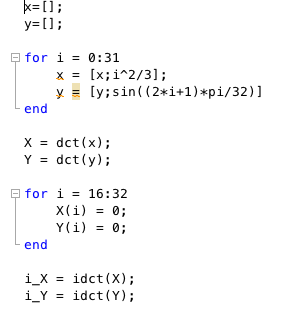 x=[];
y=[];
for i = 0:31
x = [x;i^2/3];
y = [y;sin((2*i+1)*pi/32)]
end
X = dct(x);
Y = dct(y);
for i = 16:32
X(i) = 0;
Y(i) = 0;
end
i_X = idct(X);
i_Y = idct(Y);